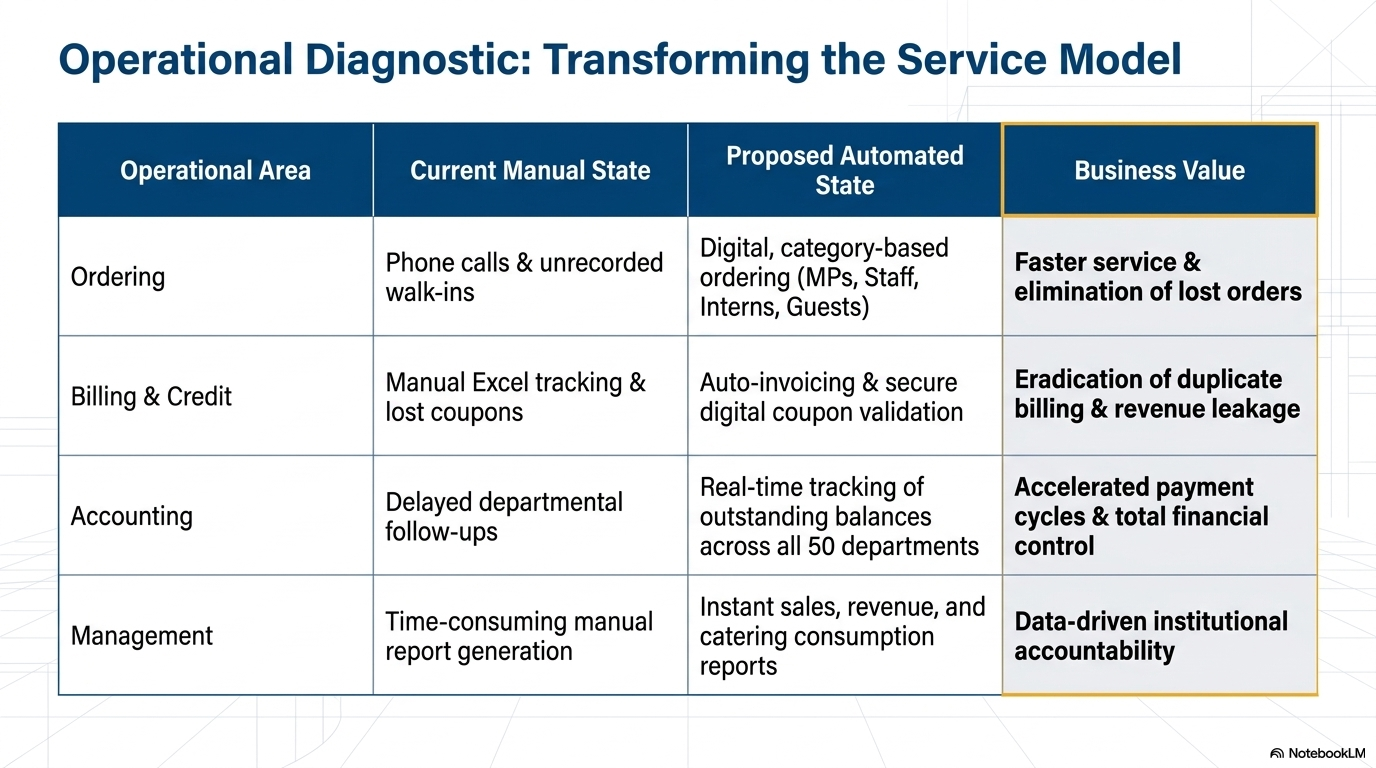 Operational Diagnostic: Transforming the Service Model
Operational Area
Current Manual State
Proposed Automated
State
Business Value
Ordering
Phone calls & unrecorded
walk-ins
Digital, category-based
ordering (MPs, Staff,
Interns, Guests)
Faster service &
elimination of lost orders
Billing & Credit
Manual Excel tracking &
lost coupons
Auto-invoicing & secure
digital coupon validation
Eradication of duplicate
billing & revenue leakage
Accounting
Delayed departmental
follow-ups
Real-time tracking of
outstanding balances
across all 50 departments
Accelerated payment
cycles & total financial
control
Management
Time-consuming manual
report generation
Instant sales, revenue, and
catering consumption
reports
Data-driven institutional
accountability
NotebookLM